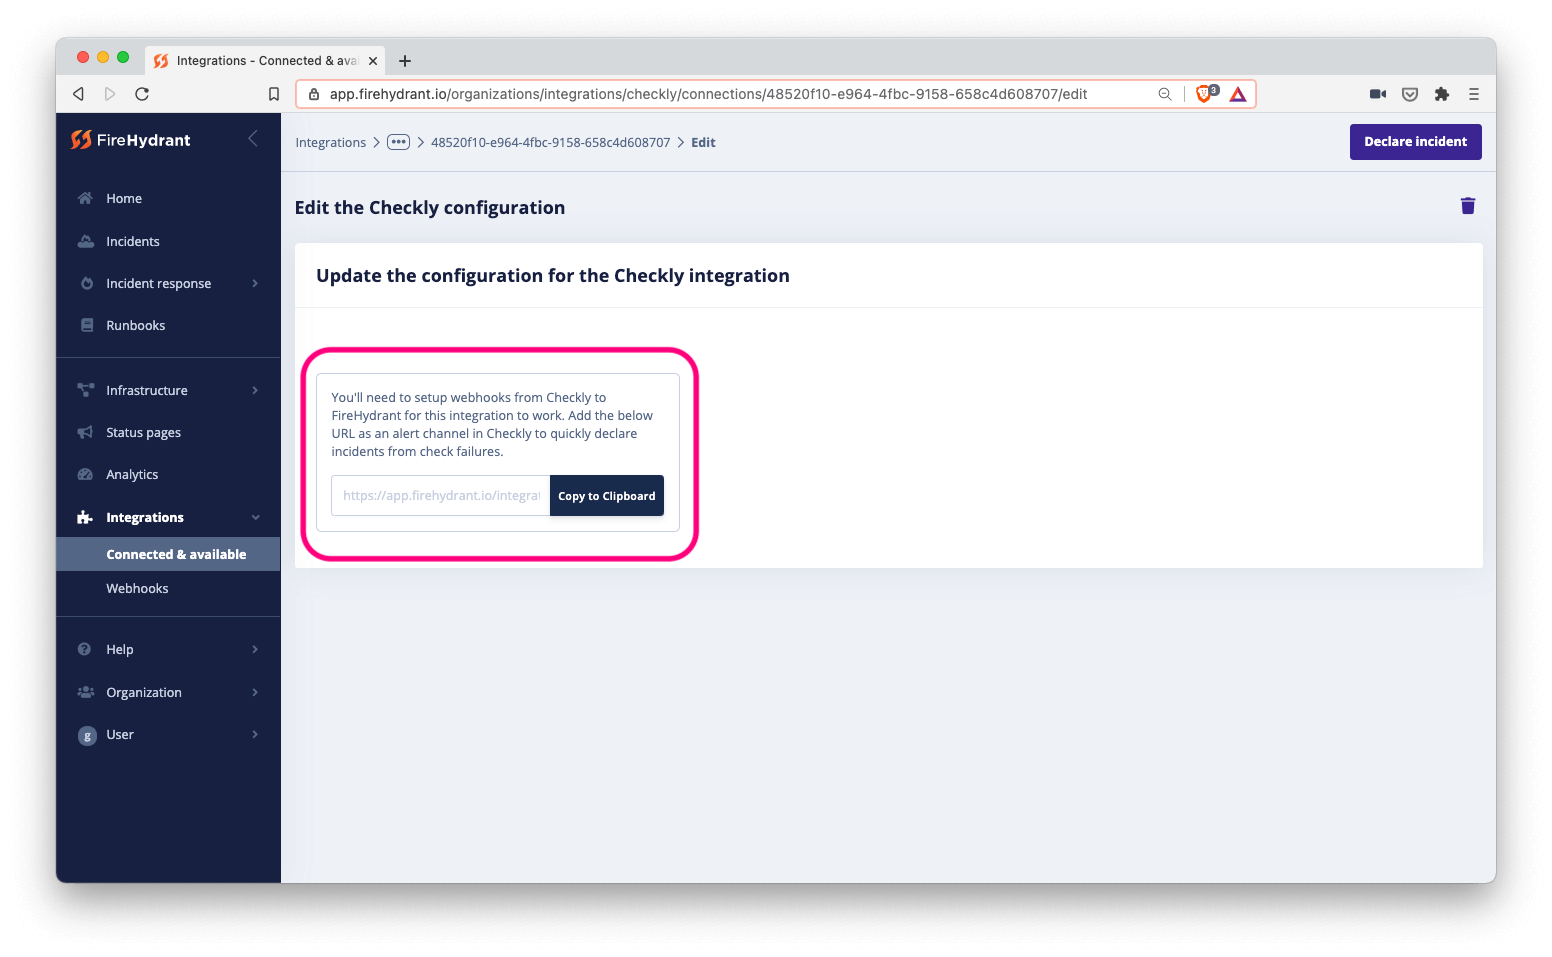 Integrations - Connected & ava
app.firehydrant.io/organizations/integrations/checkly/connections/48520f10-e964-4fbc-9158-658c4d608707/edit
3
FireHydrant
Integrations > ••• > 48520f10-e964-4fbc-9158-658c4d608707 > Edit
Declare incident
Home
Incidents
Incident response
Runbooks
Infrastructure
Status pages
Analytics
Integrations
Connected & available
Webhooks
Help
Organization
g User
Edit the Checkly configuration
Update the configuration for the Checkly integration
You'll need to setup webhooks from Checkly to
FireHydrant for this integration to work. Add the below
URL as an alert channel in Checkly to quickly declare
incidents from check failures.
https://app.firehydrant.io/integrat
Copy to Clipboard